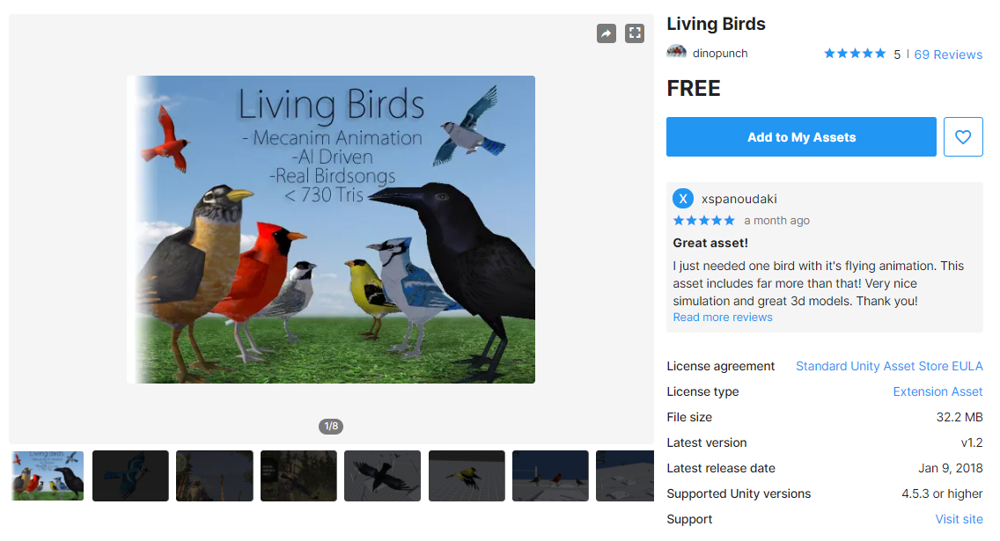 Living Birds
- Mecanim Animation
-AI Driven
-Real Birdsongs
< 730 Tris
1/8
Living Birds
dinopunch
5 | 69 Reviews
FREE
Add to My Assets
X xspanoudaki
a month ago
Great asset!
I just needed one bird with it's flying animation. This
asset includes far more than that! Very nice
simulation and great 3d models. Thank you!
Read more reviews
License agreement Standard Unity Asset Store EULA
License type Extension Asset
File size 32.2 MB
Latest version v1.2
Latest release date Jan 9, 2018
Supported Unity versions 4.5.3 or higher
Support Visit site